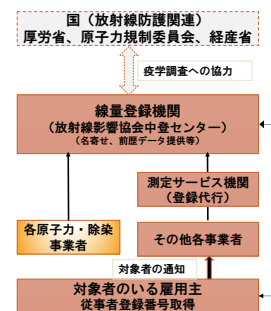 国（放射線防護関連）
厚労省、原子力規制委員会、経産省
疫学調査への協力
線量登録機関
（放射線影響協会中登センター）
（名寄せ、前歴データ提供等）
測定サービス機関
（登録代行）
各原子力・除染
事業者
その他各事業者
対象者の通知
対象者のいる雇用主
従事者登録番号取得